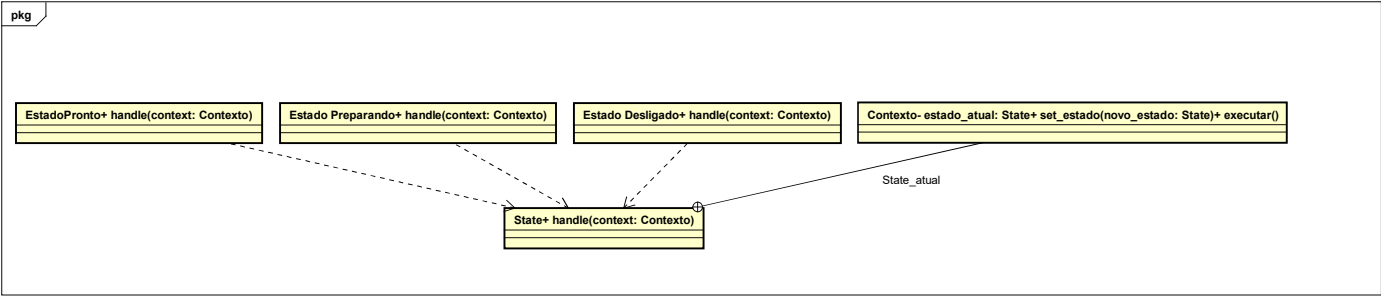 pkg
EstadoPronto+ handle(context: Contexto)
Estado Preparando+ handle(context: Contexto)
Estado Desligado+ handle(context: Contexto)
Contexto- estado_atual: State+ set_estado(novo_estado: State)+ executar()
State_atual
State+ handle(context: Contexto)